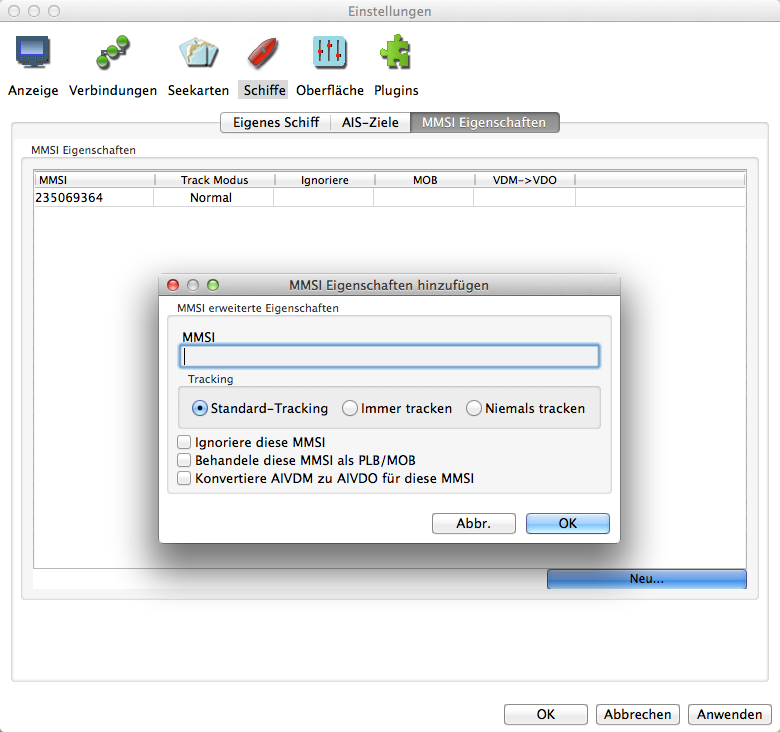 Einstellungen
Anzeige Verbindungen Seekarten Schiffe Oberfläche Plugins
Eigenes Schiff AIS-Ziele MMSI Eigenschaften
MMSI Eigenschaften
MMSI Track Modus Ignoriere MOB VDM->VDO
235069364 Normal
MMSI Eigenschaften hinzufügen
MMSI erweiterte Eigenschaften
MMSI
Tracking
Standard-Tracking Immer tracken Niemals tracken
Ignoriere diese MMSI
Behandele diese MMSI als PLB/MOB
Konvertiere AIVDM zu AIVDO für diese MMSI
Abbr. OK
Neu...
OK Abbrechen Anwenden